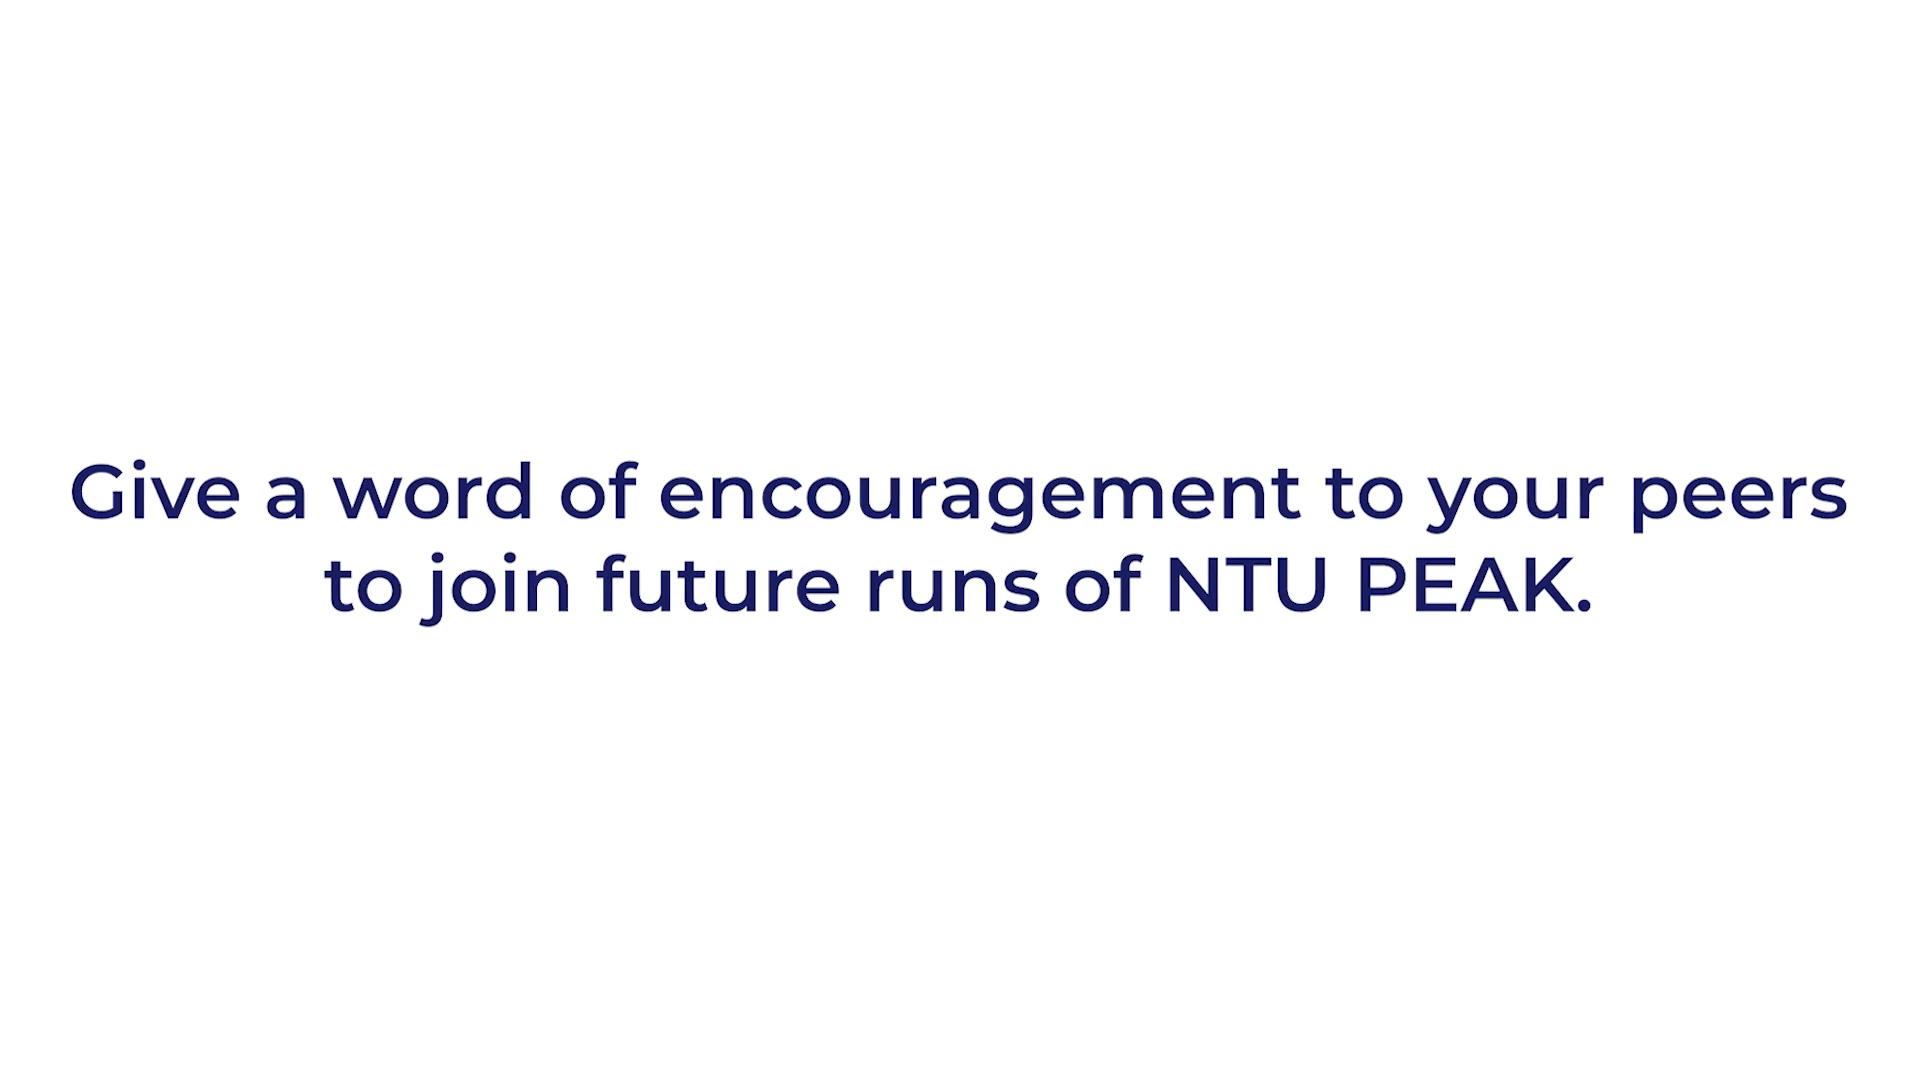 Give a word of encouragement to your peers
to join future runs of NTU PEAK.